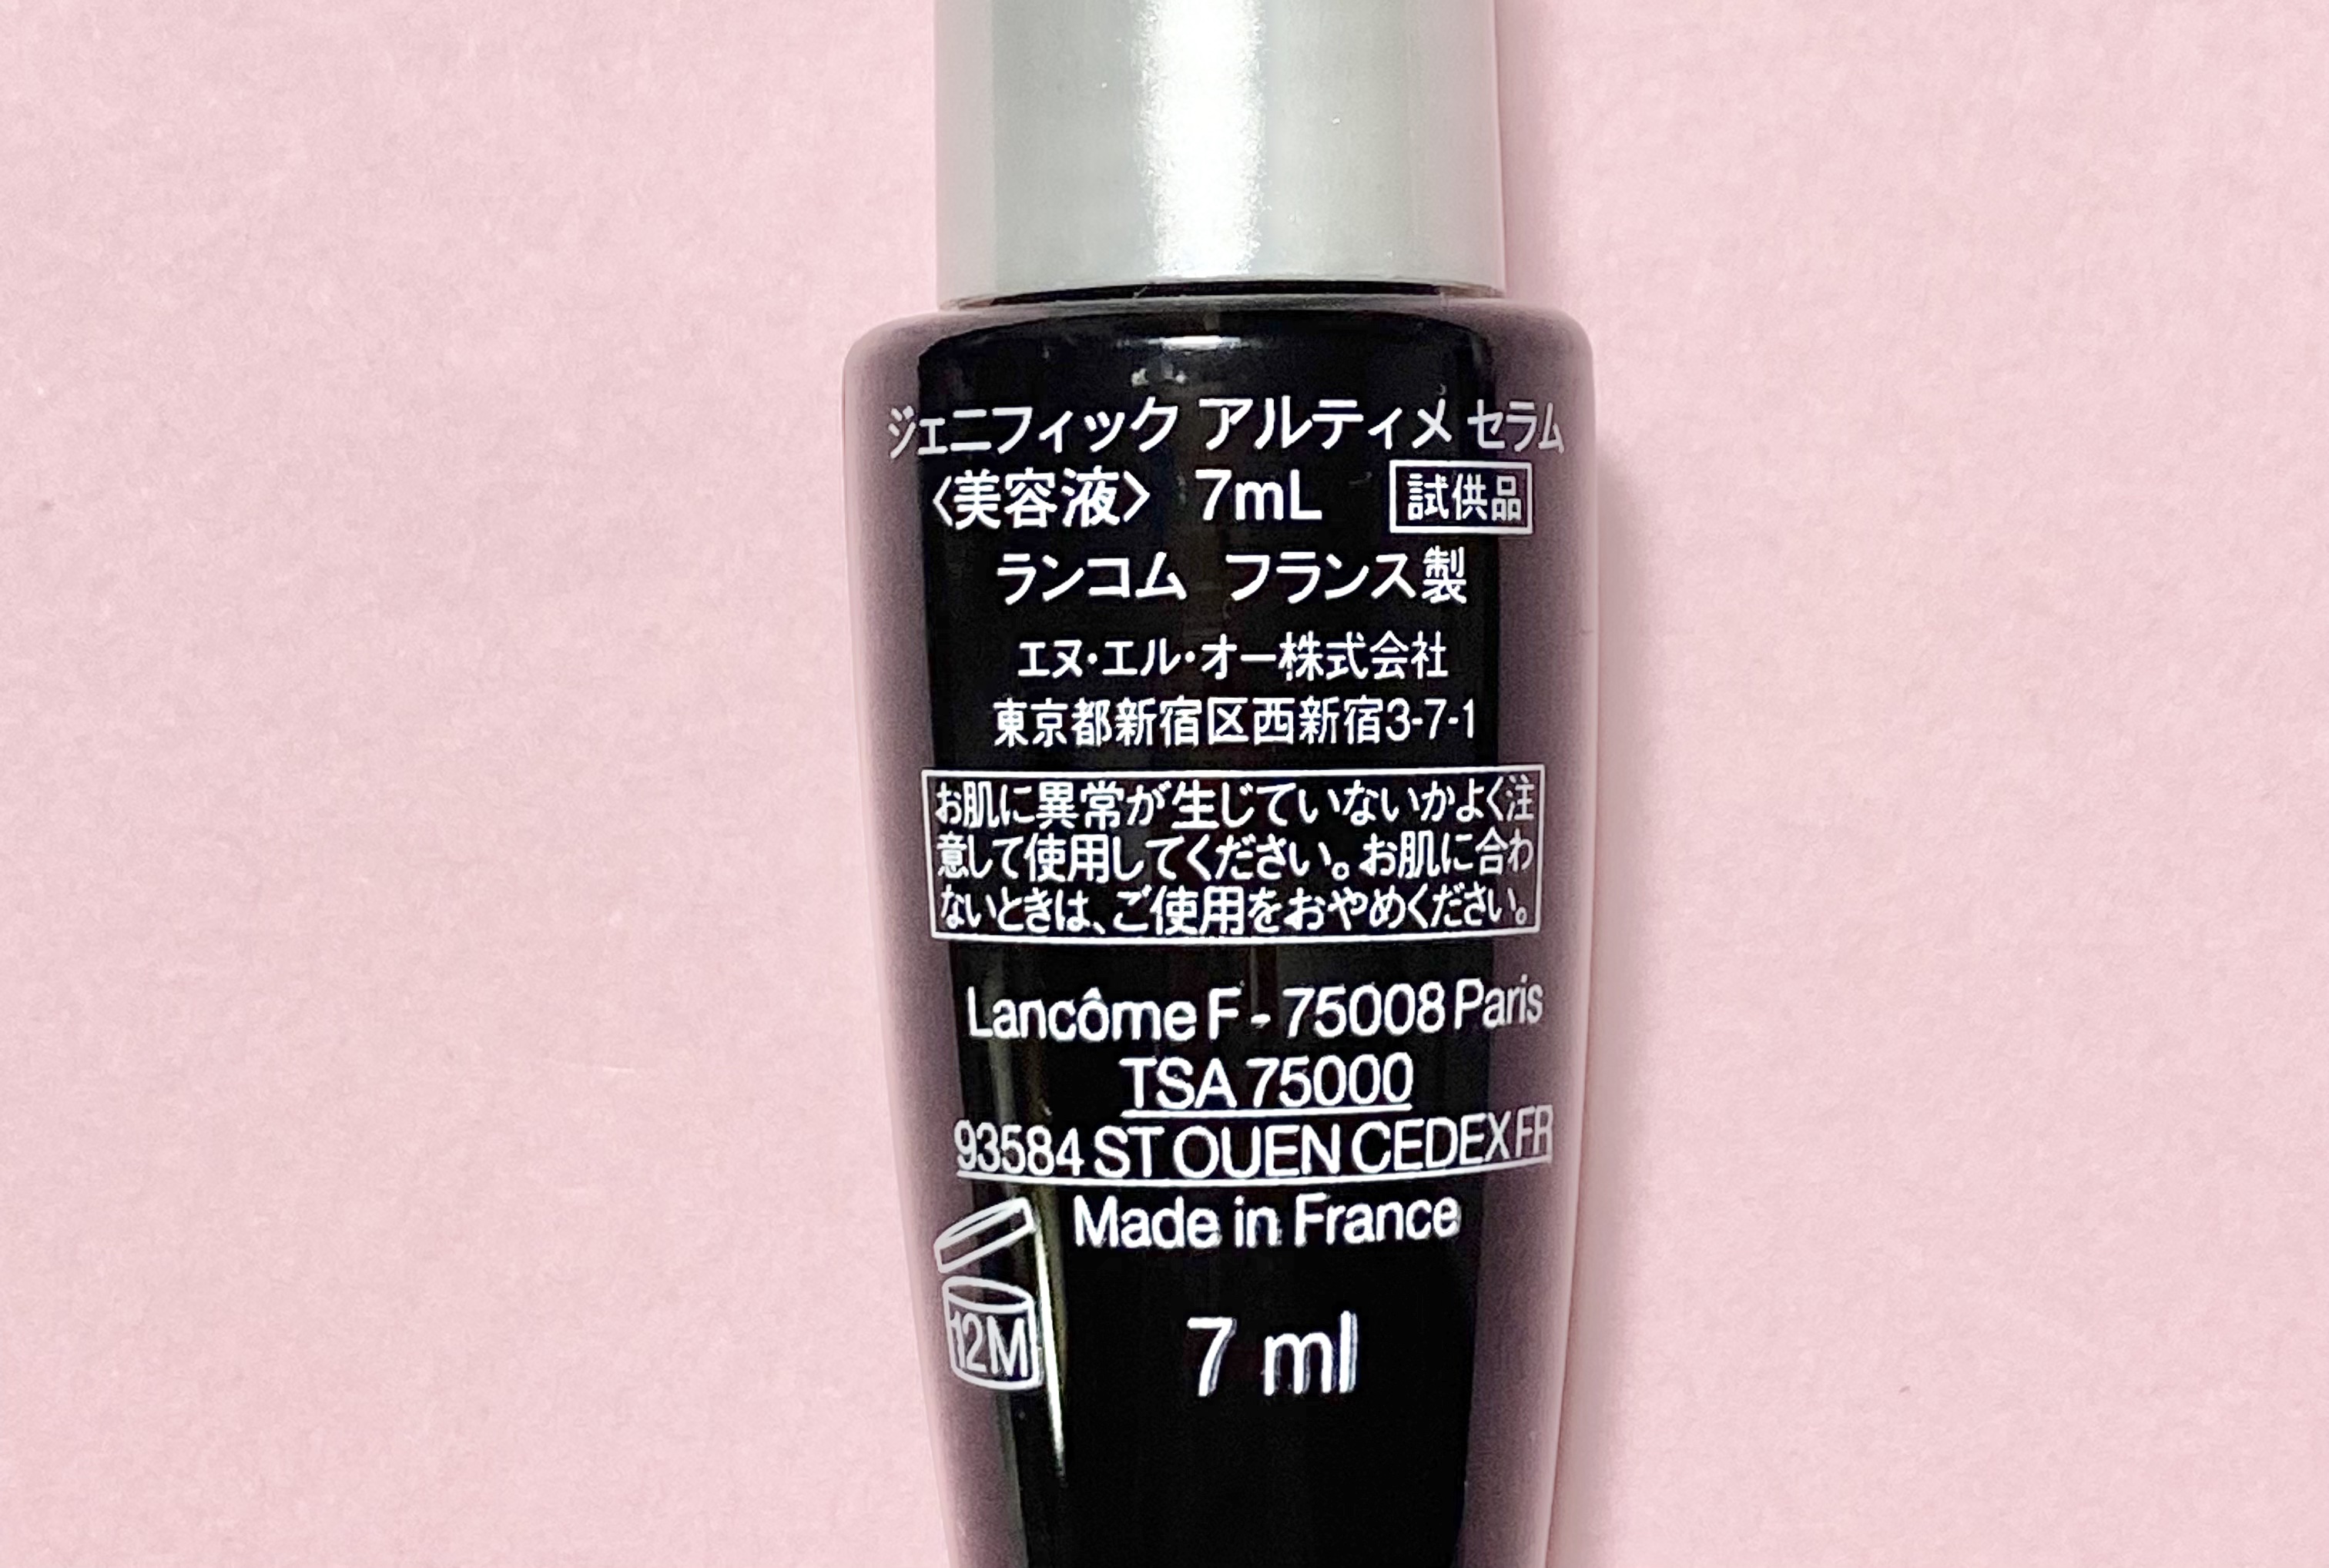 ジェニフィック アルティメ セラム
〈美容液〉 7mL 試供品
ランコム フランス製
エヌ・エル・オー株式会社
東京都新宿区西新宿3-7-1
お肌に異常が生じていないかよく注
意して使用してください。お肌に合わ
ないときは、ご使用をおやめください。
Lancôme F - 75008 Paris
TSA 75000
93584 ST OUEN CEDEX FR
Made in France
12M
7 ml